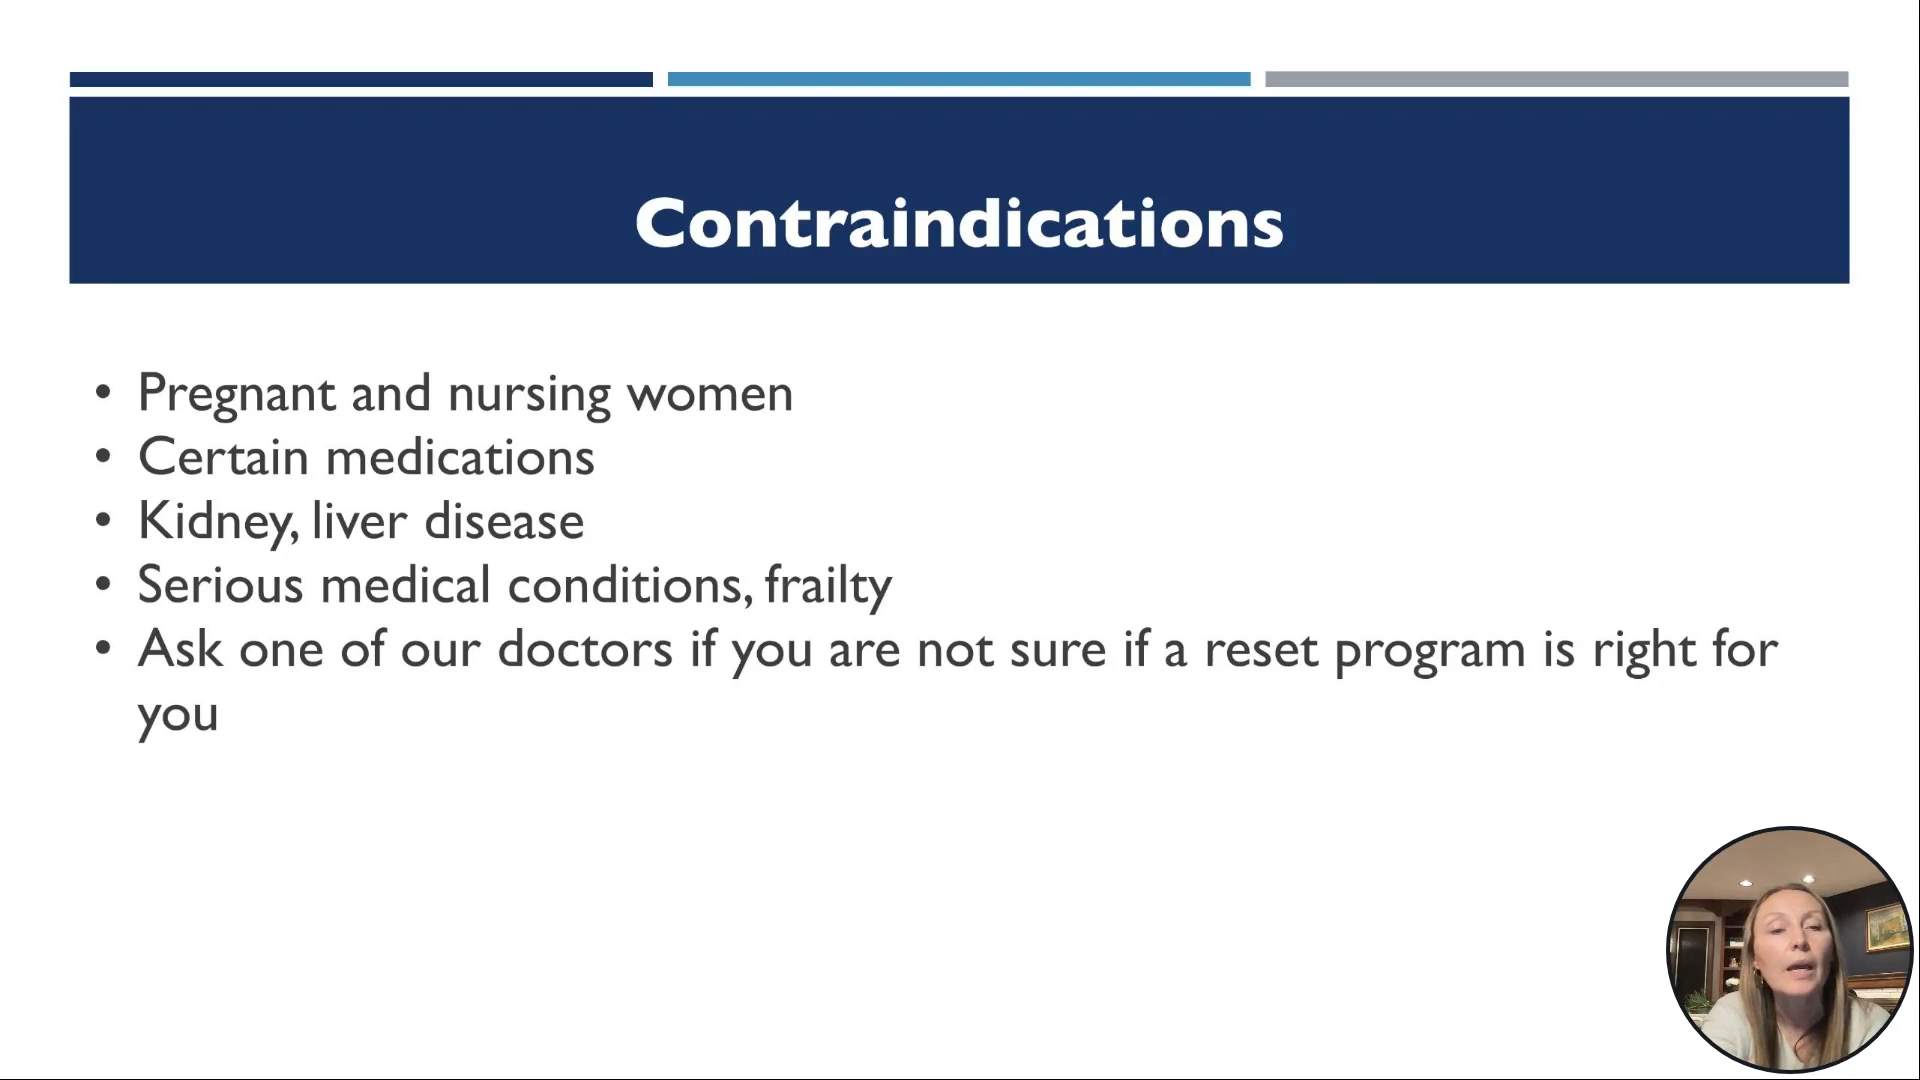 Contraindications
• Pregnant and nursing women
• Certain medications
• Kidney, liver disease
• Serious medical conditions, frailty
• Ask one of our doctors if you are not sure if a reset program is right for
you